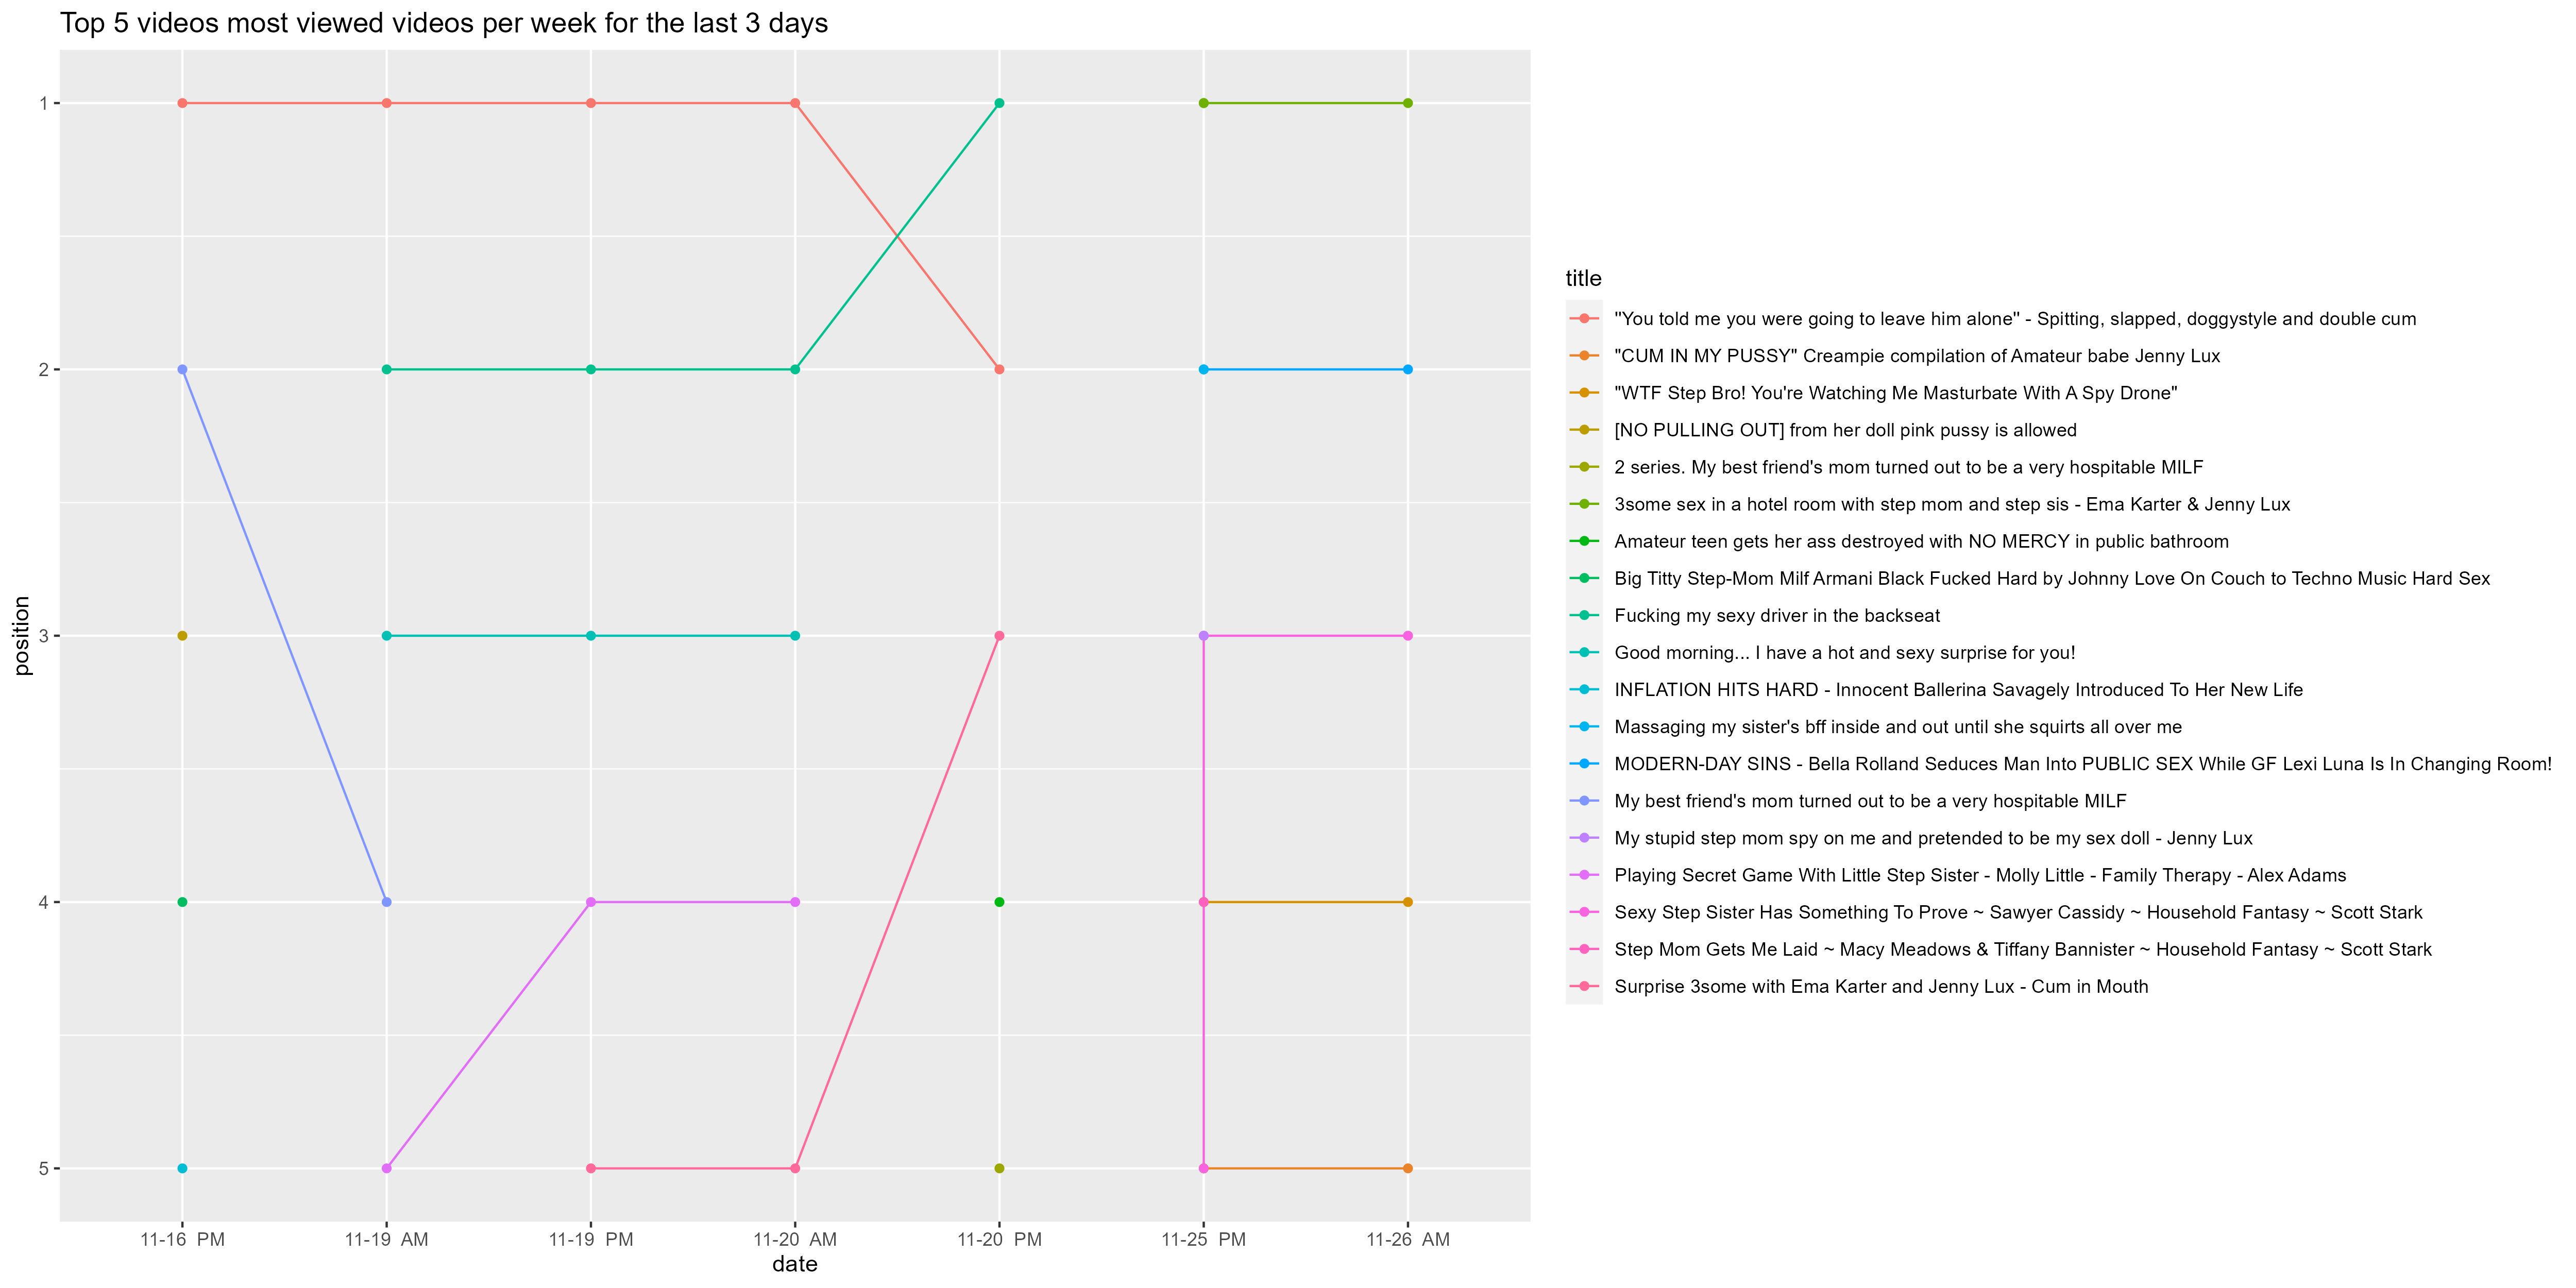 Top 5 videos most viewed videos per week for the last 3 days
position
1
2
3
4
5
11-16 PM
11-19 AM
11-19 PM
11-20 AM
11-20 PM
11-25 PM
11-26 AM
date
title
"You told me you were going to leave him alone" - Spitting, slapped, doggystyle and double cum
"CUM IN MY PUSSY" Creampie compilation of Amateur babe Jenny Lux
"WTF Step Bro! You're Watching Me Masturbate With A Spy Drone"
[NO PULLING OUT] from her doll pink pussy is allowed
2 series. My best friend's mom turned out to be a very hospitable MILF
3some sex in a hotel room with step mom and step sis - Ema Karter & Jenny Lux
Amateur teen gets her ass destroyed with NO MERCY in public bathroom
Big Titty Step-Mom Milf Armani Black Fucked Hard by Johnny Love On Couch to Techno Music Hard Sex
Fucking my sexy driver in the backseat
Good morning... I have a hot and sexy surprise for you!
INFLATION HITS HARD - Innocent Ballerina Savagely Introduced To Her New Life
Massaging my sister's bff inside and out until she squirts all over me
MODERN-DAY SINS - Bella Rolland Seduces Man Into PUBLIC SEX While GF Lexi Luna Is In Changing Room!
My best friend's mom turned out to be a very hospitable MILF
My stupid step mom spy on me and pretended to be my sex doll - Jenny Lux
Playing Secret Game With Little Step Sister - Molly Little - Family Therapy - Alex Adams
Sexy Step Sister Has Something To Prove ~ Sawyer Cassidy ~ Household Fantasy ~ Scott Stark
Step Mom Gets Me Laid ~ Macy Meadows & Tiffany Bannister ~ Household Fantasy ~ Scott Stark
Surprise 3some with Ema Karter and Jenny Lux - Cum in Mouth